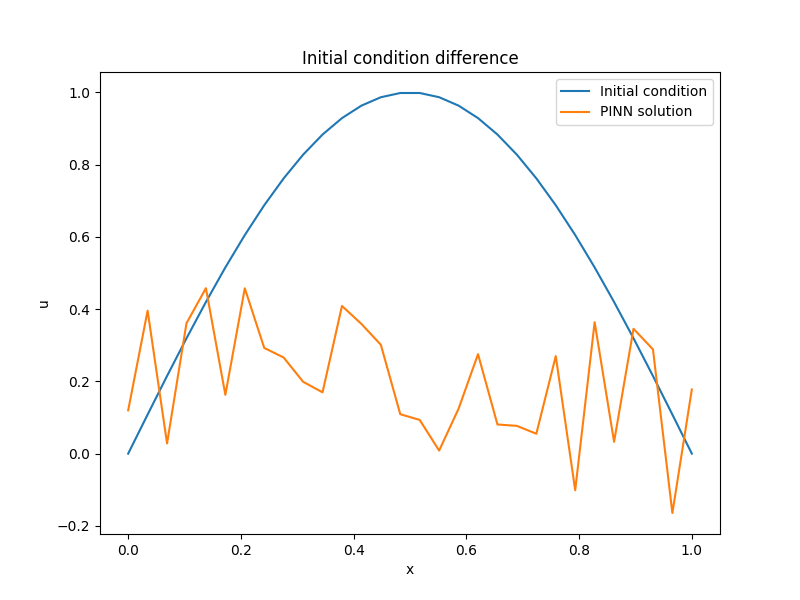 Initial condition difference
Initial condition
PINN solution
1.0
0.8
0.6
0.4
0.2
0.0
−0.2
u
0.0 0.2 0.4 0.6 0.8 1.0
x